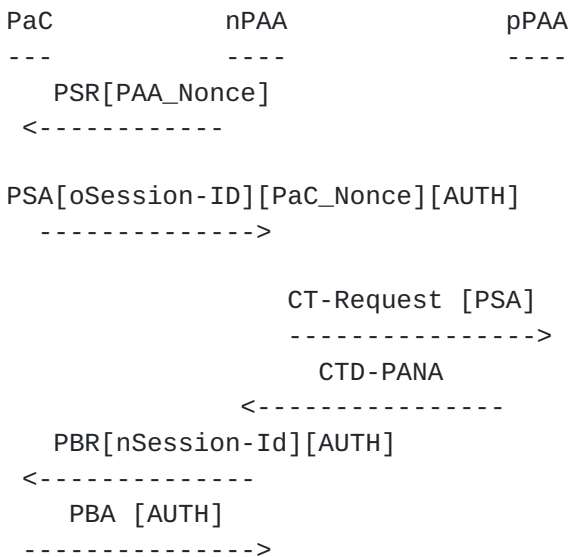 PaC nPAA pPAA
--- ---- ----
PSR[PAA_Nonce]
<------------
PSA[oSession-ID][PaC_Nonce][AUTH]
-------------->
CT-Request [PSA]
---------------->
CTD-PANA
<----------------
PBR[nSession-Id][AUTH]
<--------------
PBA [AUTH]
--------------->